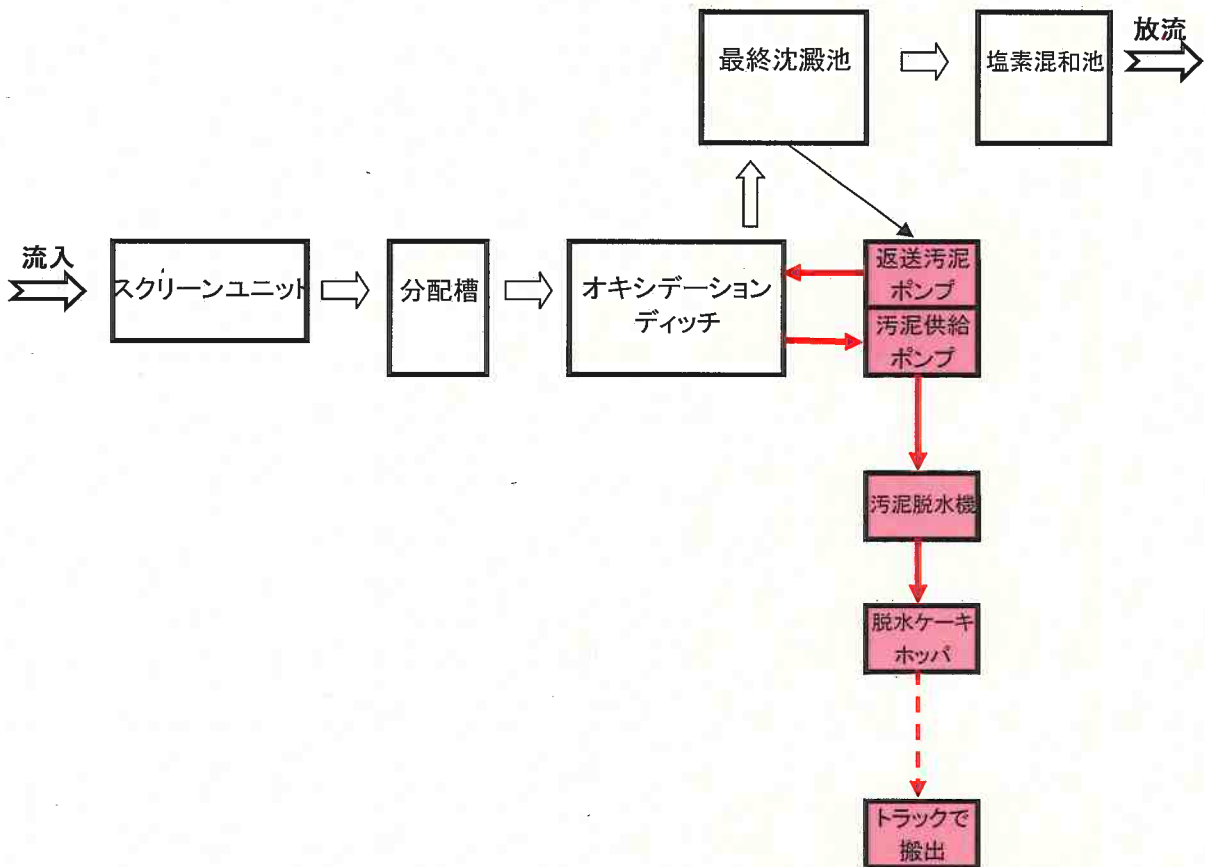 放流
最終沈澱池
塩素混和池
流入
スクリーンユニット
分配槽
オキシデーション
ディッチ
返送汚泥
ポンプ
汚泥供給
ポンプ
汚泥脱水機
脱水ケーキ
ホッパ
トラックで
搬出